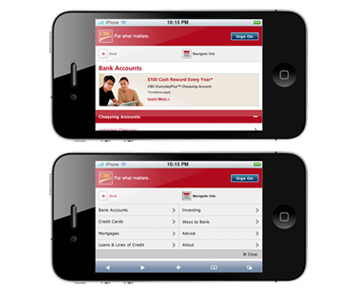 iPhone 10:15 PM
CIBC For what matters. Sign On
Back Navigate Site
Bank Accounts
$100 Cash Reward Every Year*
CIBC EverydayPlus™ Chequing Account
*Conditions apply.
Learn More >
Chequing Accounts
iPhone 10:15 PM
CIBC For what matters. Sign On
Back Navigate Site
Bank Accounts Investing
Credit Cards Ways to Bank
Mortgages Advice
Loans & Lines of Credit About
X Close